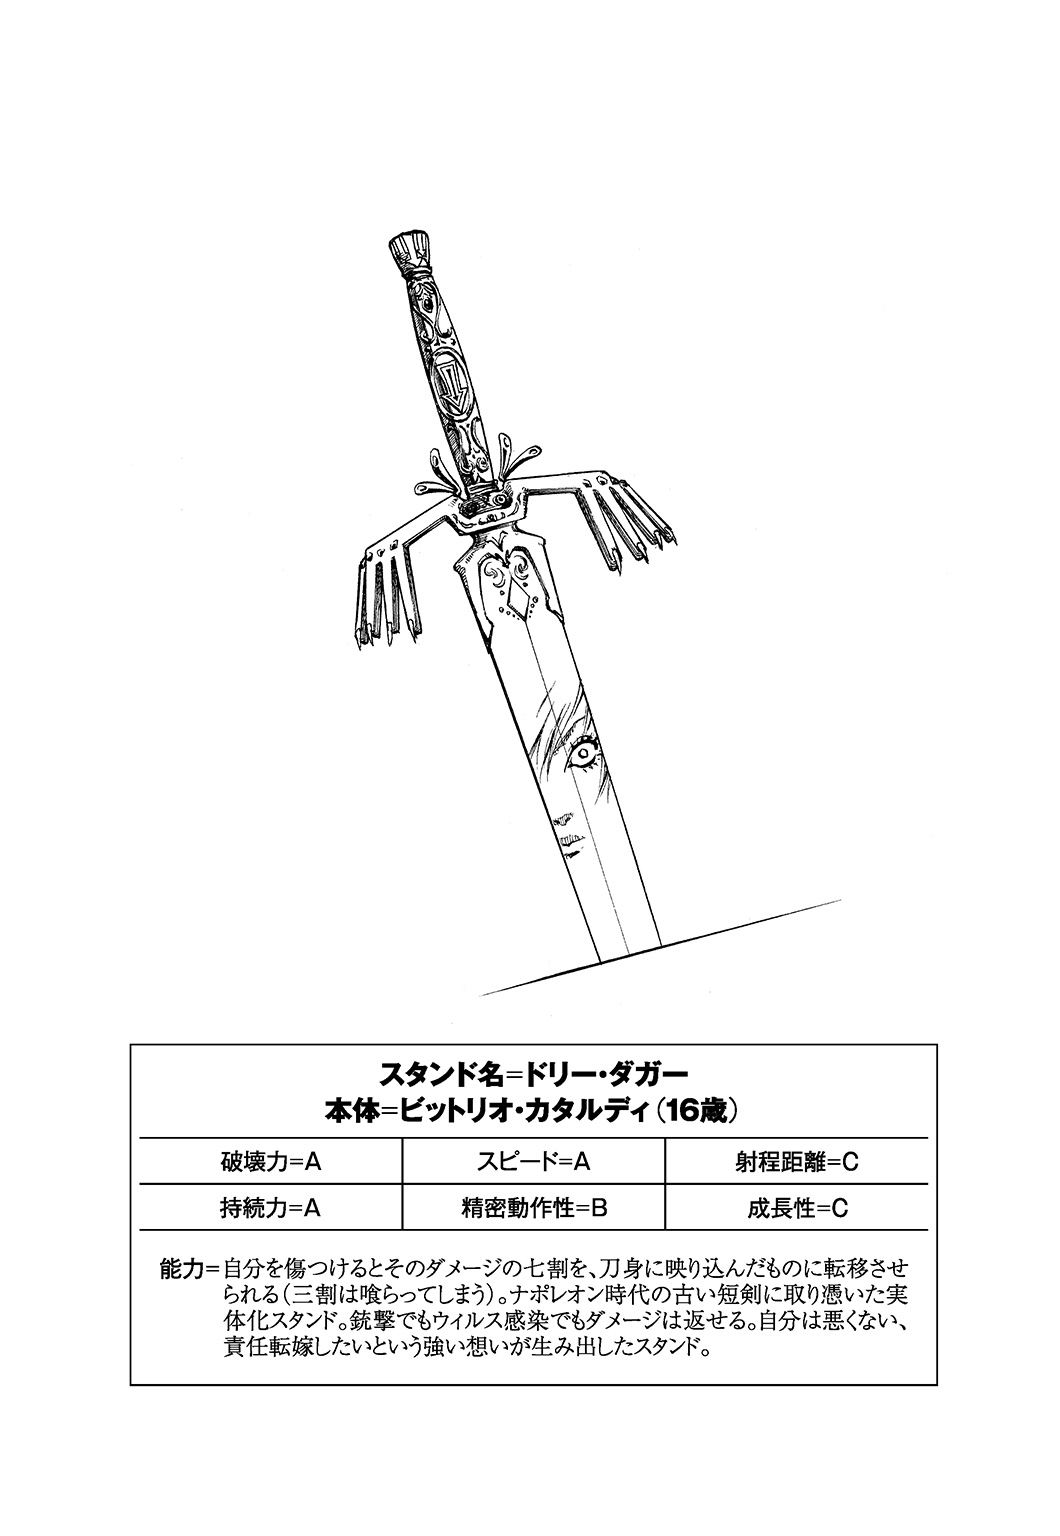 スタンド名=ドリー・ダガー
本体=ビットリオ・カタルディ(16歳)
破壊力=A
スピード=A
射程距離=C
持続力=A
精密動作性=B
成長性=C
能力=自分を傷つけるとそのダメージの七割を、刀身に映り込んだものに転移させ
られる(三割は喰らってしまう)。ナポレオン時代の古い短剣に取り憑いた実
体化スタンド。銃撃でもウィルス感染でもダメージは返せる。自分は悪くない、
責任転嫁したいという強い想いが生み出したスタンド。